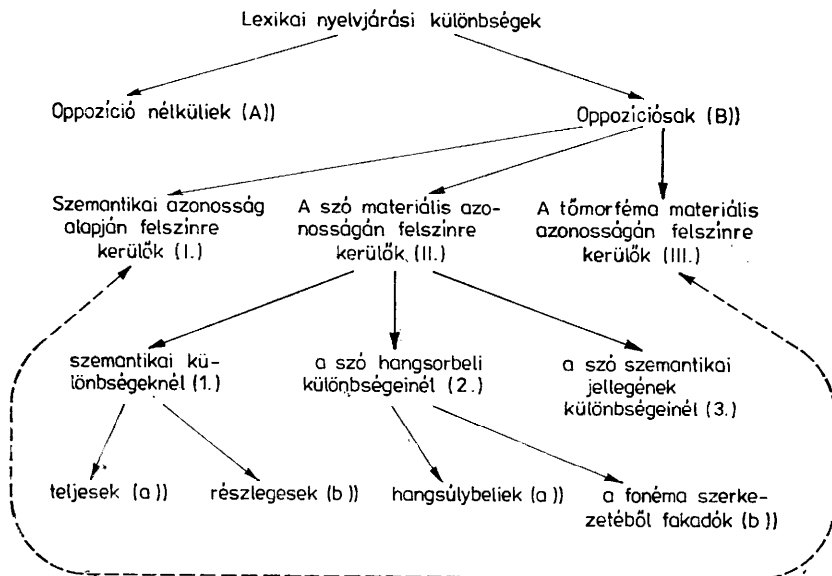 Lexikai nyelvjárási különbségek
Oppozíció nélküliek (A))
Oppozíciósak (B))
Szemantikai azonosság
alapján felszínre
kerülők (I.)
A szó materiális azo-
nosságán felszínre
kerülők (II.)
A tőmorféma materiális
azonosságán felszínre
kerülők (III.)
szemantikai kü-
lönbségeknél (1.)
a szó hangsorbeli
különbségeinél (2.)
a szó szemantikai
jellegének
különbségeinél (3.)
teljesek (a))
részlegesek (b))
hangsúlybeliek (a))
a fonéma szerke-
zetéből fakadók (b))